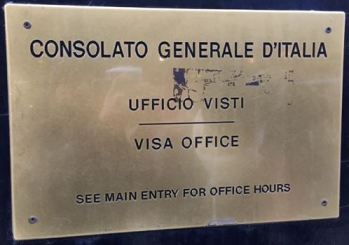 CONSOLATO GENERALE D'ITALIA
UFFICIO VISTI
VISA OFFICE
SEE MAIN ENTRY FOR OFFICE HOURS